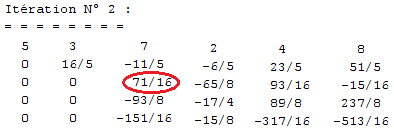 Itération N° 2 :
= = = = = = = =
5 3 7 2 4 8
0 16/5 -11/5 -6/5 23/5 51/5
0 0 71/16 -65/8 93/16 -15/16
0 0 -93/8 -17/4 89/8 237/8
0 0 -151/16 -15/8 -317/16 -513/16